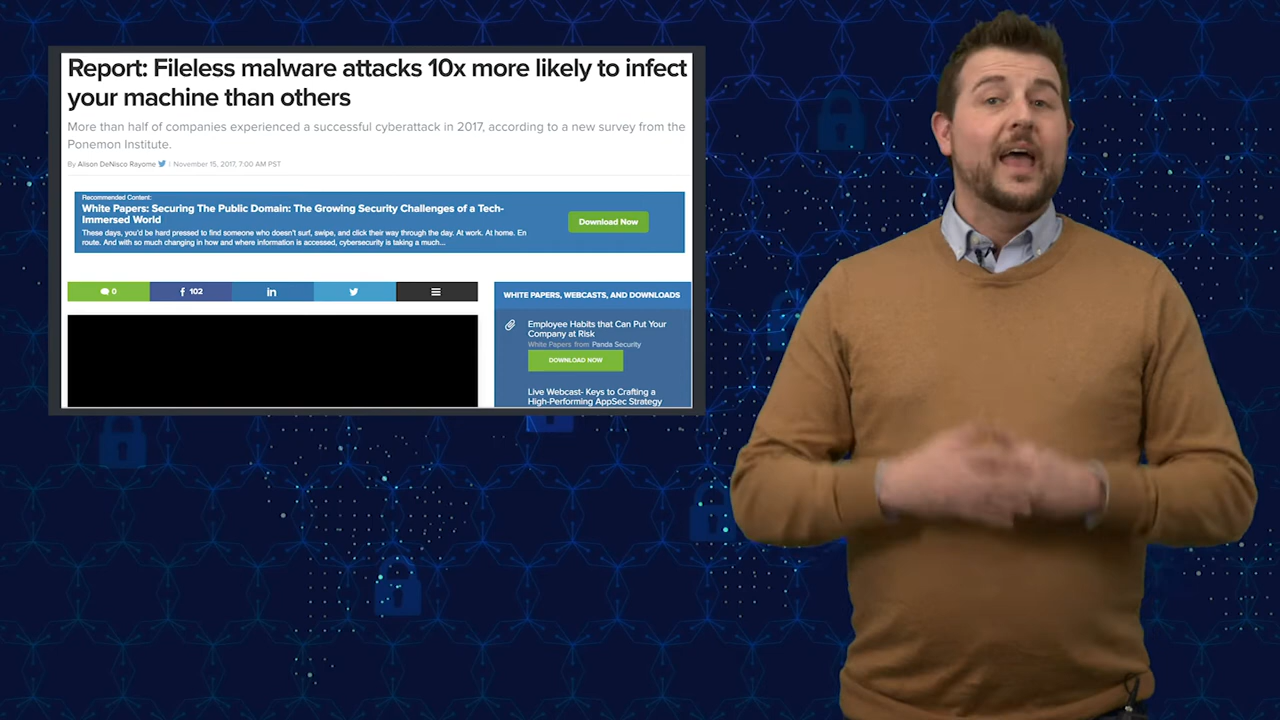 Report: Fileless malware attacks 10x more likely to infect
your machine than others
More than half of companies experienced a successful cyberattack in 2017, according to a new survey from the
Ponemon Institute.
By Alison DeNisco Rayome | November 15, 2017, 7:00 AM PST
Recommended Content:
White Papers: Securing The Public Domain: The Growing Security Challenges of a Tech-
Immersed World
These days, you'd be hard pressed to find someone who doesn't surf, swipe, and click their way through the day. At work. At home. En
route. And with so much changing in how and where information is accessed, cybersecurity is taking a much...
Download Now
0
f 102
in
WHITE PAPERS, WEBCASTS, AND DOWNLOADS
Employee Habits that Can Put Your
Company at Risk
White Papers from Panda Security
DOWNLOAD NOW
Live Webcast- Keys to Crafting a
High-Performing AppSec Strategy